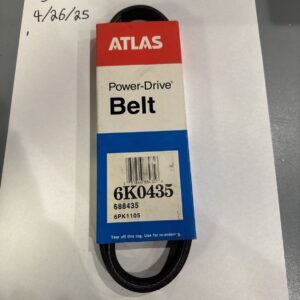 4/26/25
ATLAS
Power-Drive®
Belt
6K0435
688435
6PK1105
Tear off this tag. Use for re-ordering.